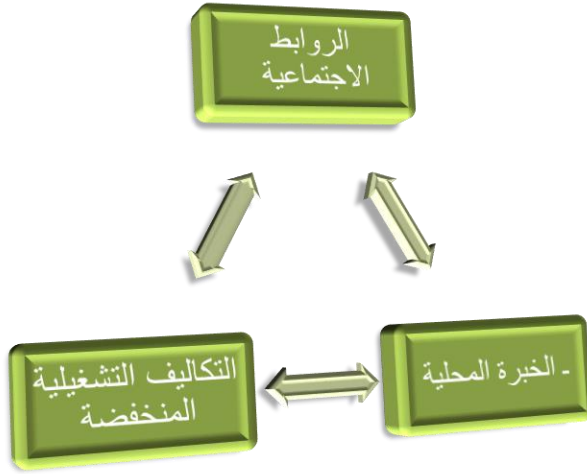 الروابط
الاجتماعية
- الخبرة المحلية
التكاليف التشغيلية
المنخفضة